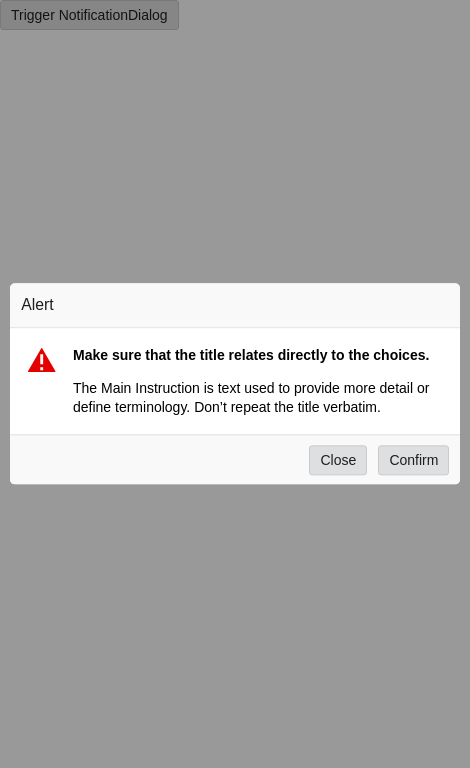 Trigger NotificationDialog
Alert
Make sure that the title relates directly to the choices.
The Main Instruction is text used to provide more detail or
define terminology. Don’t repeat the title verbatim.
Close
Confirm